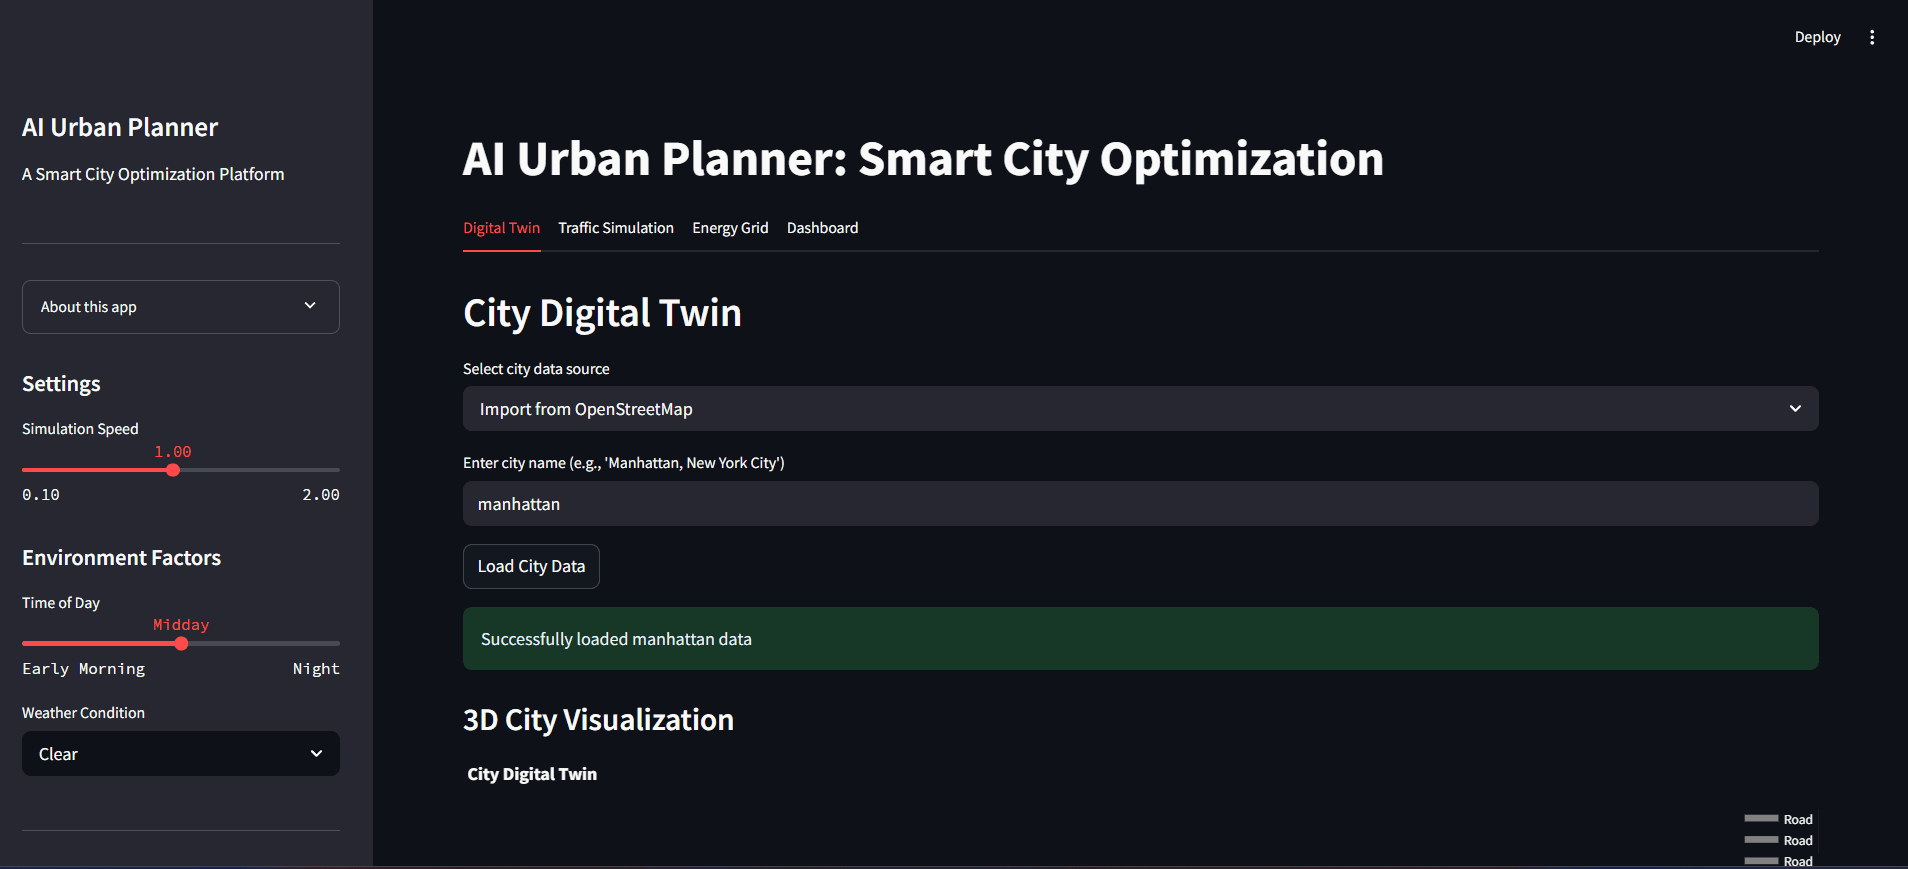 Deploy
AI Urban Planner
A Smart City Optimization Platform
About this app
Settings
Simulation Speed
1.00
0.10 2.00
Environment Factors
Time of Day
Midday
Early Morning Night
Weather Condition
Clear
AI Urban Planner: Smart City Optimization
Digital Twin Traffic Simulation Energy Grid Dashboard
City Digital Twin
Select city data source
Import from OpenStreetMap
Enter city name (e.g., 'Manhattan, New York City')
manhattan
Load City Data
Successfully loaded manhattan data
3D City Visualization
City Digital Twin
Road
Road
Road